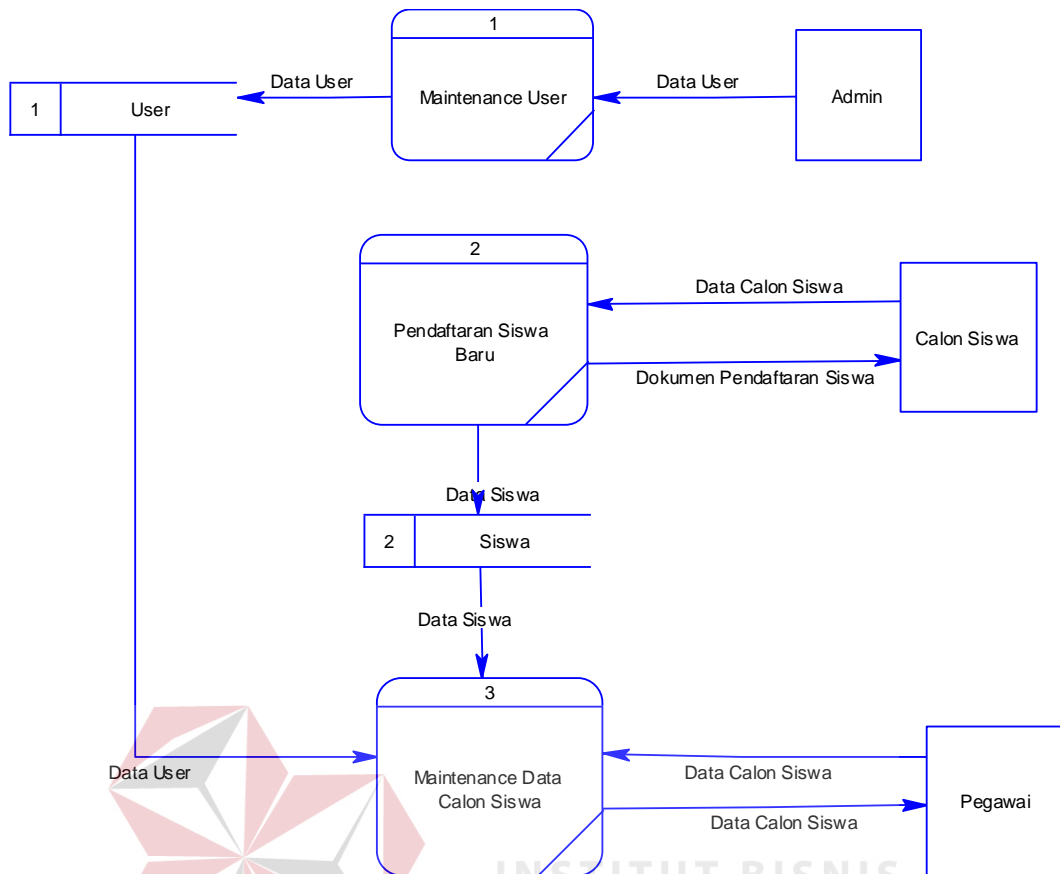 1
Data User
Data User
1
User
Maintenance User
Admin
2
Data Calon Siswa
Pendaftaran Siswa
Baru
Calon Siswa
Dokumen Pendaftaran Siswa
Data Siswa
2
Siswa
Data Siswa
3
Data User
Maintenance Data
Calon Siswa
Data Calon Siswa
Pegawai
Data Calon Siswa
INSTITUT BISNIS